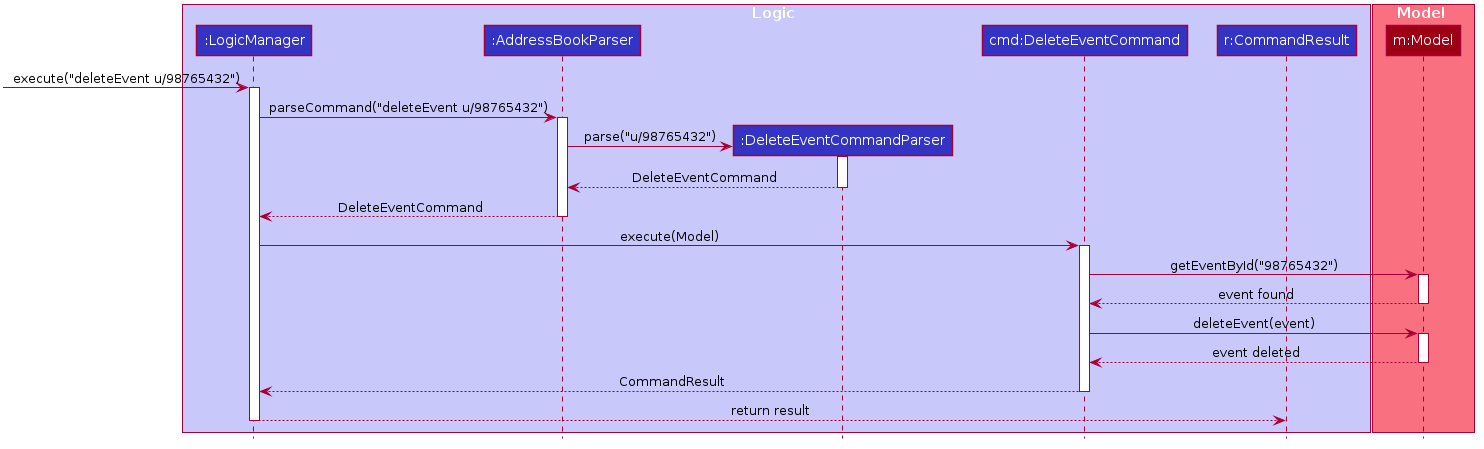 Logic
Model
:LogicManager
:AddressBookParser
cmd:DeleteEventCommand
r:CommandResult
m:Model
execute("deleteEvent u/98765432")
parseCommand("deleteEvent u/98765432")
parse("u/98765432")
:DeleteEventCommandParser
DeleteEventCommand
DeleteEventCommand
execute(Model)
getEventById("98765432")
event found
deleteEvent(event)
event deleted
CommandResult
return result